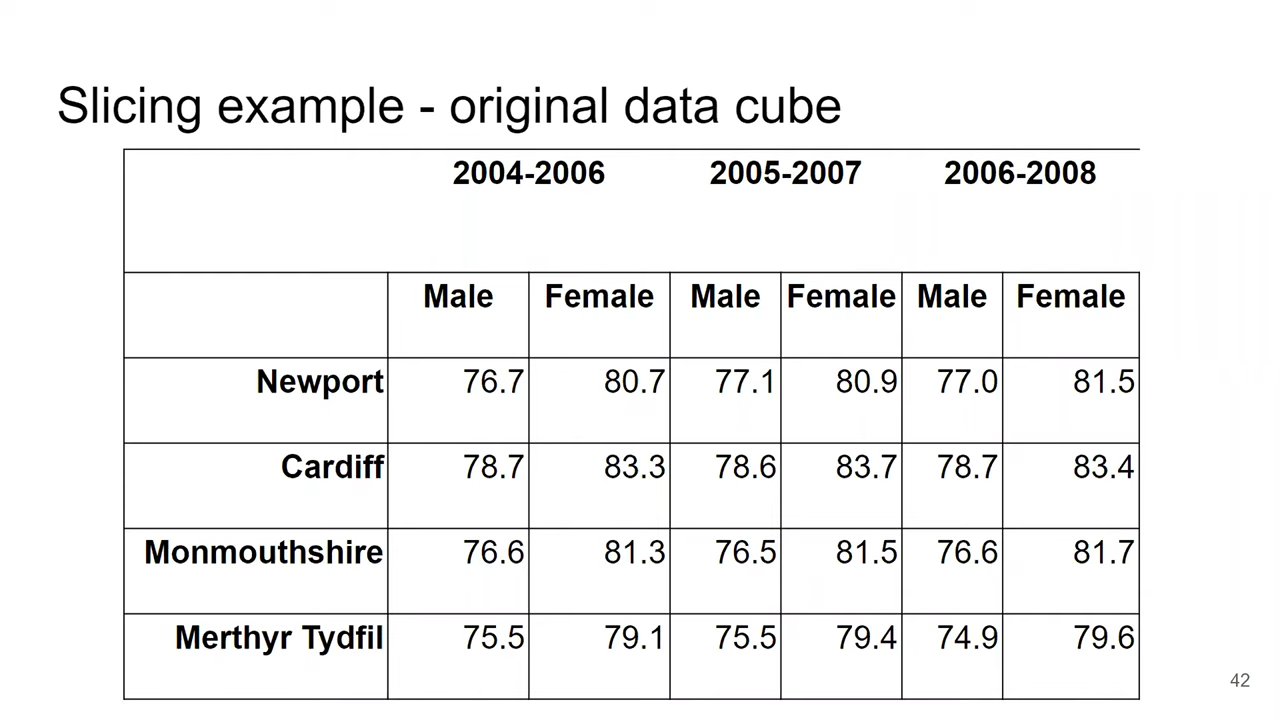 Slicing example - original data cube
2004-2006 2005-2007 2006-2008
Male Female Male Female Male Female
Newport 76.7 80.7 77.1 80.9 77.0 81.5
Cardiff 78.7 83.3 78.6 83.7 78.7 83.4
Monmouthshire 76.6 81.3 76.5 81.5 76.6 81.7
Merthyr Tydfil 75.5 79.1 75.5 79.4 74.9 79.6
42